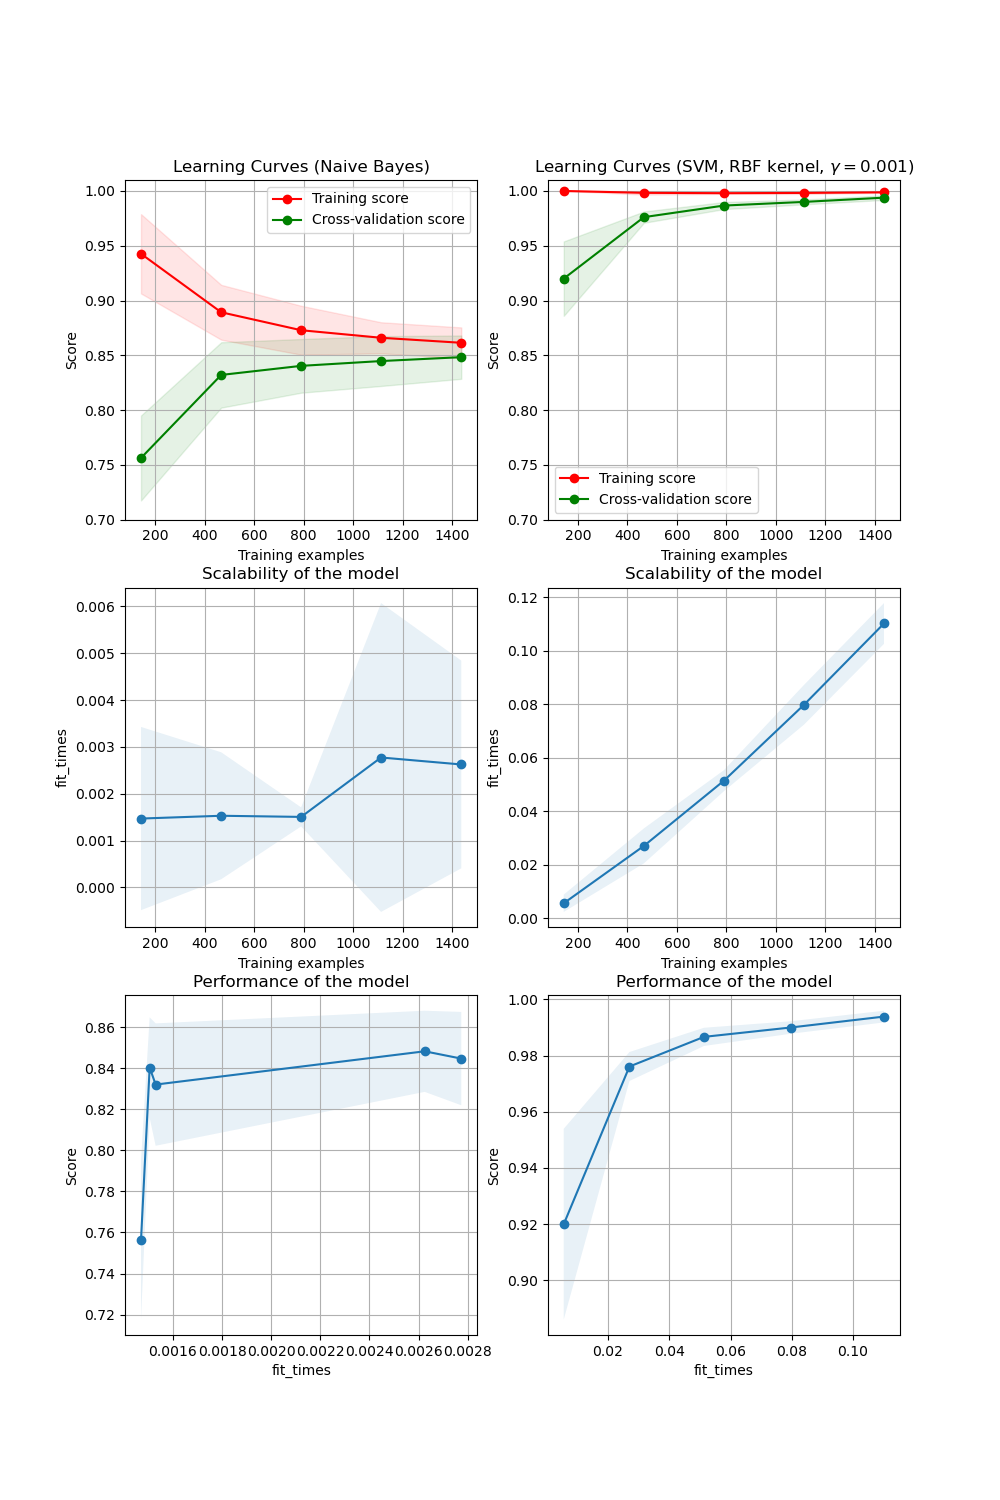 Learning Curves (Naive Bayes)
1.00
0.95
0.90
0.85
0.80
0.75
0.70
Score
Training score
Cross-validation score
200 400 600 800 1000 1200 1400
Training examples
Learning Curves (SVM, RBF kernel, γ = 0.001)
1.00
0.95
0.90
0.85
0.80
0.75
0.70
Score
Training score
Cross-validation score
200 400 600 800 1000 1200 1400
Training examples
Scalability of the model
0.006
0.005
0.004
0.003
0.002
0.001
0.000
fit_times
200 400 600 800 1000 1200 1400
Training examples
Scalability of the model
0.12
0.10
0.08
0.06
0.04
0.02
0.00
fit_times
200 400 600 800 1000 1200 1400
Training examples
Performance of the model
0.86
0.84
0.82
0.80
0.78
0.76
0.74
0.72
Score
0.0016 0.0018 0.0020 0.0022 0.0024 0.0026 0.0028
fit_times
Performance of the model
1.00
0.98
0.96
0.94
0.92
0.90
Score
0.02 0.04 0.06 0.08 0.10
fit_times